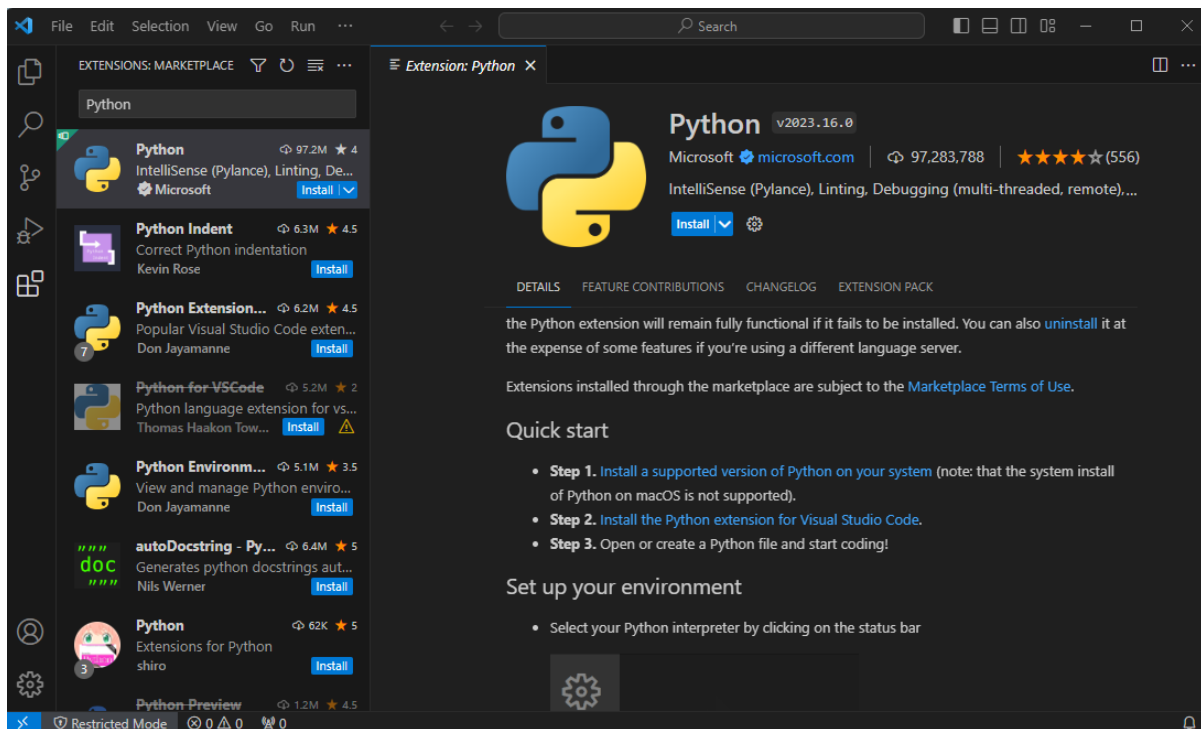 File Edit Selection View Go Run ···
Search
EXTENSIONS: MARKETPLACE
Python
Python 97.2M 4
IntelliSense (Pylance), Linting, De...
Microsoft Install
Python Indent 6.3M 4.5
Correct Python indentation
Kevin Rose Install
Python Extension... 6.2M 4.5
Popular Visual Studio Code exten...
7 Don Jayamanne Install
Python for VSCode 5.2M 2
Python language extension for vs...
Thomas Haakon Tow... Install
Python Environm... 5.1M 3.5
View and manage Python enviro...
Don Jayamanne Install
""" doc """
autoDocstring - Py... 6.4M 5
Generates python docstrings aut...
Nils Werner Install
Python 62K 5
Extensions for Python
3 shiro Install
Python Preview 1.2M 4.5
Extension: Python
Python v2023.16.0
Microsoft microsoft.com | 97,283,788 | (556)
IntelliSense (Pylance), Linting, Debugging (multi-threaded, remote),...
Install
DETAILS FEATURE CONTRIBUTIONS CHANGELOG EXTENSION PACK
the Python extension will remain fully functional if it fails to be installed. You can also uninstall it at
the expense of some features if you're using a different language server.
Extensions installed through the marketplace are subject to the Marketplace Terms of Use.
Quick start
• Step 1. Install a supported version of Python on your system (note: that the system install
of Python on macOS is not supported).
• Step 2. Install the Python extension for Visual Studio Code.
• Step 3. Open or create a Python file and start coding!
Set up your environment
• Select your Python interpreter by clicking on the status bar
Restricted Mode 0 0 0